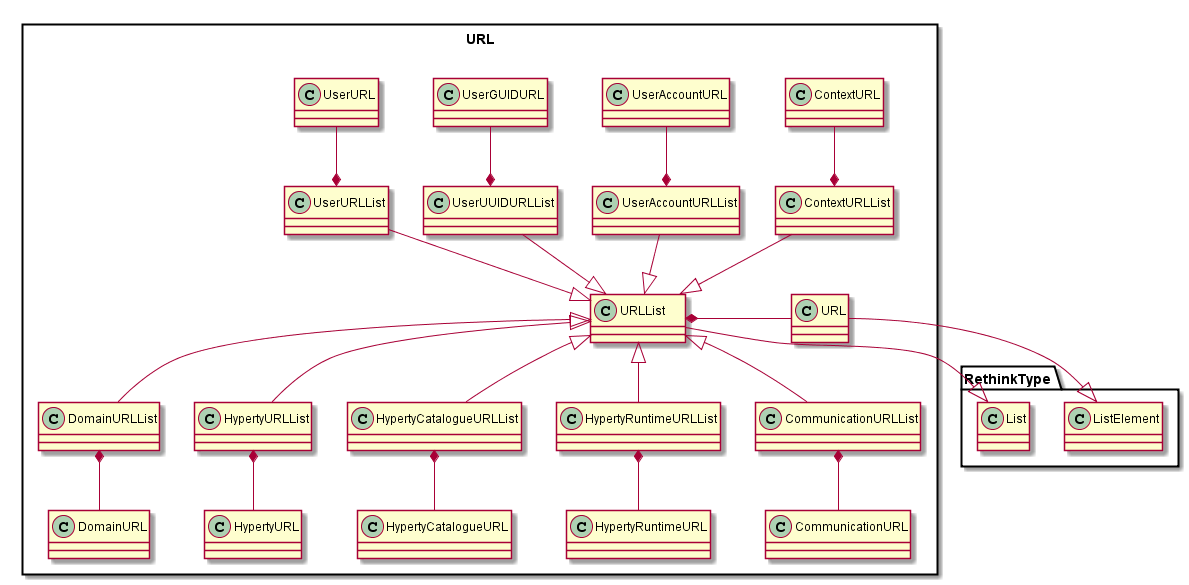 URL
C UserURL
C UserGUIDURL
C UserAccountURL
C ContextURL
C UserURLList
C UserUUIDURLList
C UserAccountURLList
C ContextURLList
C URLList
C URL
RethinkType
C DomainURLList
C HypertyURLList
C HypertyCatalogueURLList
C HypertyRuntimeURLList
C CommunicationURLList
C List
C ListElement
C DomainURL
C HypertyURL
C HypertyCatalogueURL
C HypertyRuntimeURL
C CommunicationURL